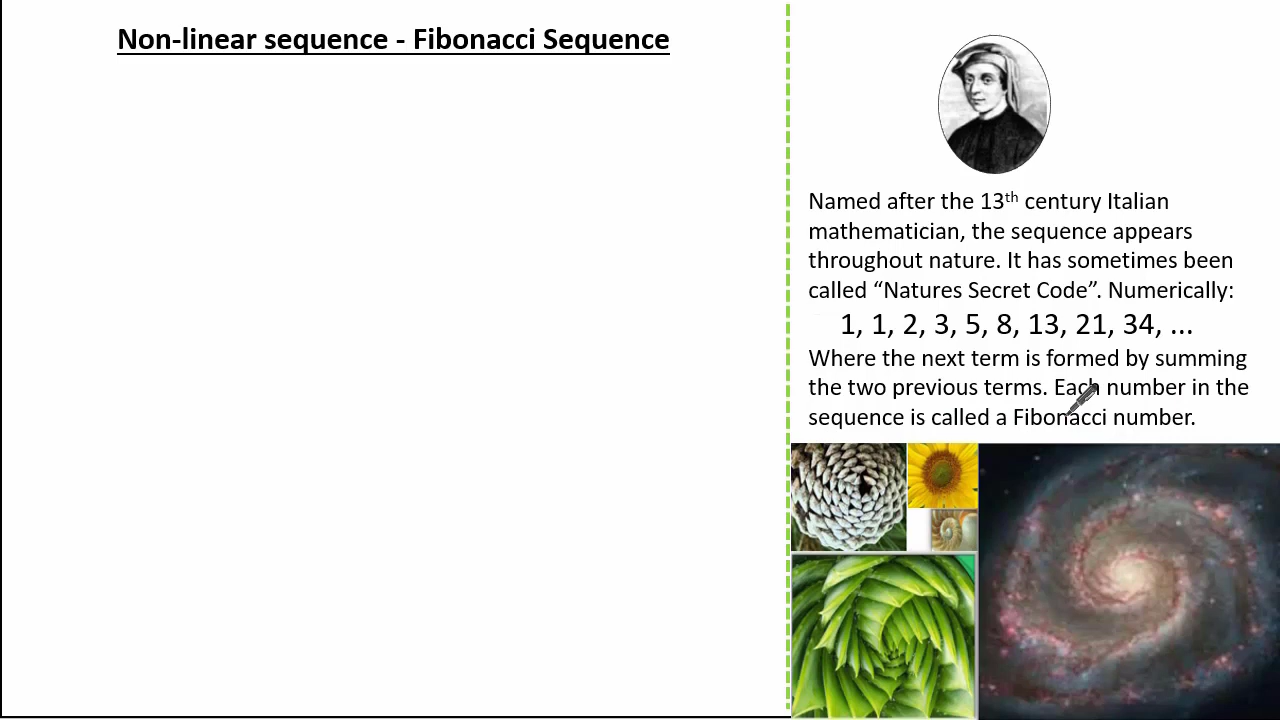 Non-linear sequence - Fibonacci Sequence
Named after the 13th century Italian
mathematician, the sequence appears
throughout nature. It has sometimes been
called “Natures Secret Code”. Numerically:
1, 1, 2, 3, 5, 8, 13, 21, 34, ...
Where the next term is formed by summing
the two previous terms. Each number in the
sequence is called a Fibonacci number.